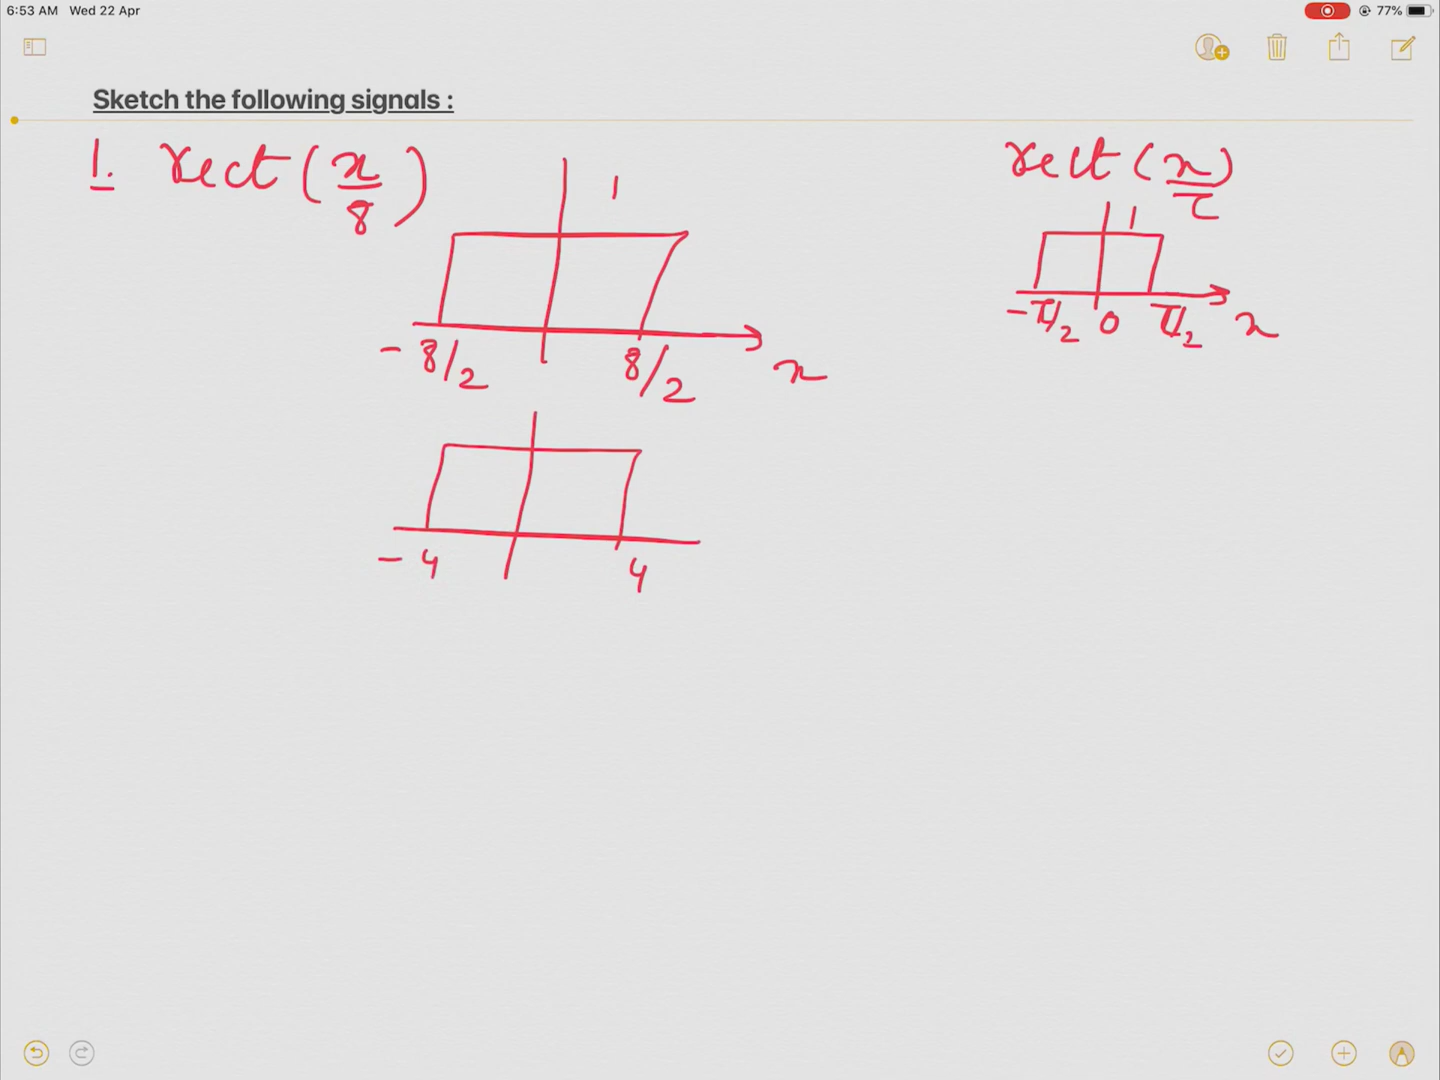 6:53 AM Wed 22 Apr
77%
Sketch the following signals :
1. rect(x/8)
1
-8/2 8/2 x
-4 4
rect(x/τ)
1
-τ/2 0 τ/2 x